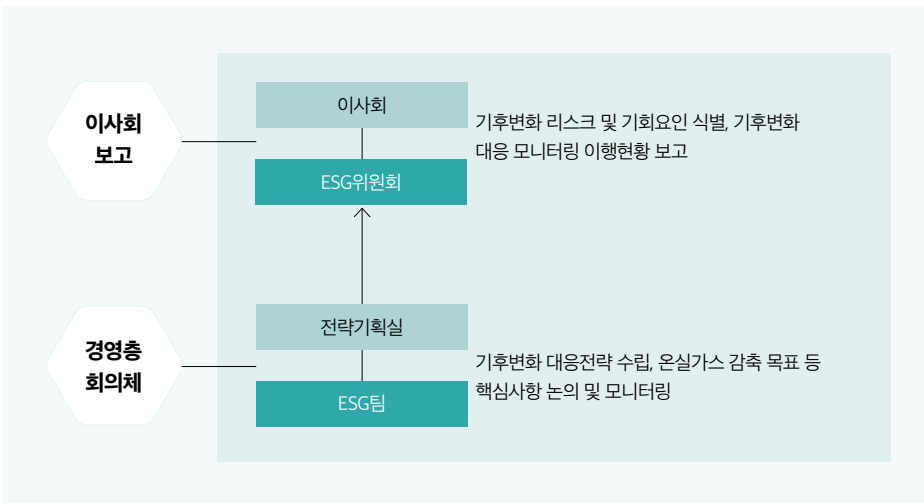 이사회
보고
이사회
ESG위원회
기후변화 리스크 및 기회요인 식별, 기후변화
대응 모니터링 이행현황 보고
경영층
회의체
전략기획실
ESG팀
기후변화 대응전략 수립, 온실가스 감축 목표 등
핵심사항 논의 및 모니터링